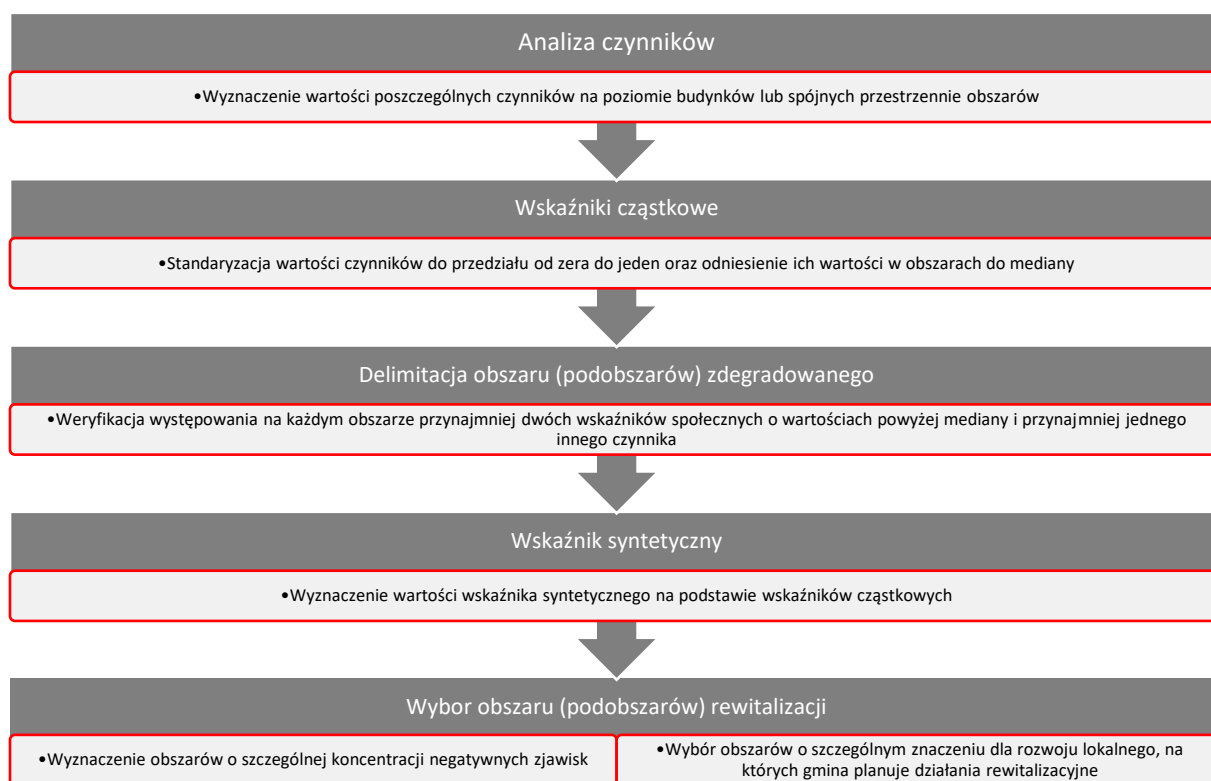 Analiza czynników
•Wyznaczenie wartości poszczególnych czynników na poziomie budynków lub spójnych przestrzennie obszarów
Wskaźniki cząstkowe
•Standaryzacja wartości czynników do przedziału od zera do jeden oraz odniesienie ich wartości w obszarach do mediany
Delimitacja obszaru (podobszarów) zdegradowanego
•Weryfikacja występowania na każdym obszarze przynajmniej dwóch wskaźników społecznych o wartościach powyżej mediany i przynajmniej jednego
innego czynnika
Wskaźnik syntetyczny
•Wyznaczenie wartości wskaźnika syntetycznego na podstawie wskaźników cząstkowych
Wybor obszaru (podobszarów) rewitalizacji
•Wyznaczenie obszarów o szczególnej koncentracji negatywnych zjawisk
•Wybór obszarów o szczególnym znaczeniu dla rozwoju lokalnego, na
których gmina planuje działania rewitalizacyjne